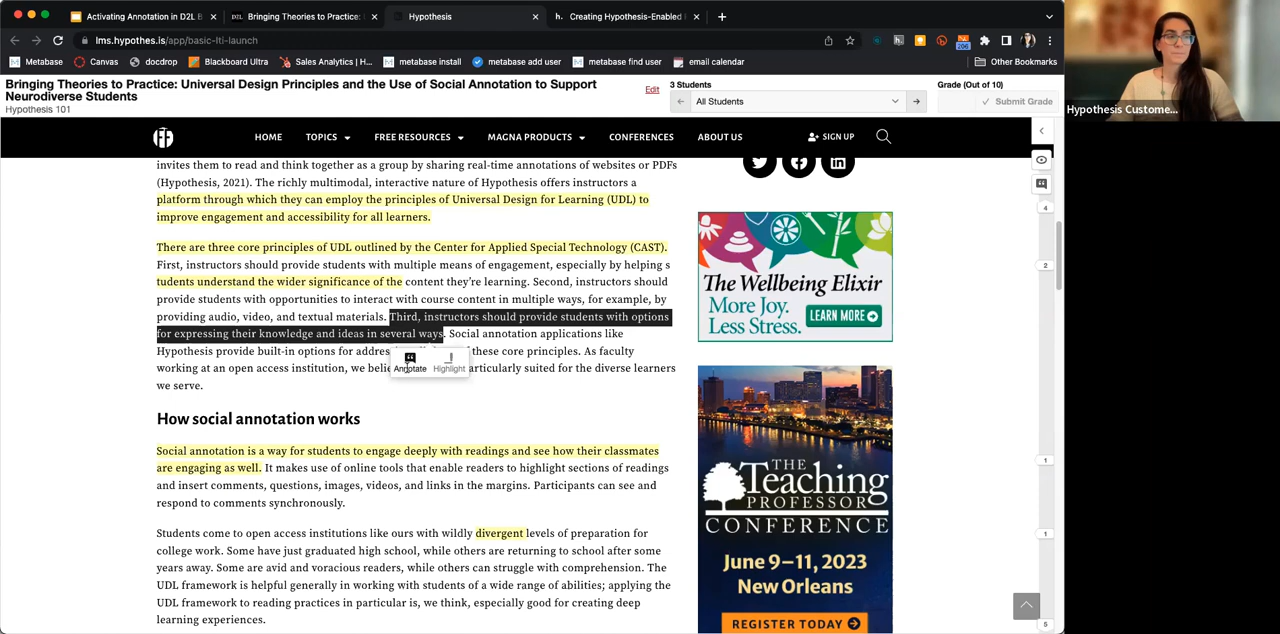 Activating Annotation in D2L B
Bringing Theories to Practice:
Hypothesis
Creating Hypothesis-Enabled
lms.hypothes.is/app/basic-lti-launch
206
Metabase
Canvas
docdrop
Blackboard Ultra
Sales Analytics | H...
metabase install
metabase add user
metabase find user
email calendar
Other Bookmarks
Bringing Theories to Practice: Universal Design Principles and the Use of Social Annotation to Support
Neurodiverse Students
Hypothesis 101
Edit
3 Students
All Students
Grade (Out of 10)
Submit Grade
Hypothesis Custome...
HOME
TOPICS
FREE RESOURCES
MAGNA PRODUCTS
CONFERENCES
ABOUT US
SIGN UP
invites them to read and think together as a group by sharing real-time annotations of websites or PDFs
(Hypothesis, 2021). The richly multimodal, interactive nature of Hypothesis offers instructors a
platform through which they can employ the principles of Universal Design for Learning (UDL) to
improve engagement and accessibility for all learners.
There are three core principles of UDL outlined by the Center for Applied Special Technology (CAST).
First, instructors should provide students with multiple means of engagement, especially by helping s
tudents understand the wider significance of the content they're learning. Second, instructors should
provide students with opportunities to interact with course content in multiple ways, for example, by
providing audio, video, and textual materials. Third, instructors should provide students with options
for expressing their knowledge and ideas in several ways. Social annotation applications like
Hypothesis provide built-in options for addres these core principles. As faculty
working at an open access institution, we belie articularly suited for the diverse learners
we serve.
Annotate
Highlight
How social annotation works
Social annotation is a way for students to engage deeply with readings and see how their classmates
are engaging as well. It makes use of online tools that enable readers to highlight sections of readings
and insert comments, questions, images, videos, and links in the margins. Participants can see and
respond to comments synchronously.
Students come to open access institutions like ours with wildly divergent levels of preparation for
college work. Some have just graduated high school, while others are returning to school after some
years away. Some are avid and voracious readers, while others can struggle with comprehension. The
UDL framework is helpful generally in working with students of a wide range of abilities; applying the
UDL framework to reading practices in particular is, we think, especially good for creating deep
learning experiences.
The Wellbeing Elixir
More Joy.
Less Stress.
LEARN MORE
THE
Teaching
PROFESSOR
CONFERENCE
June 9–11, 2023
New Orleans
REGISTER TODAY
4
2
1
1
5